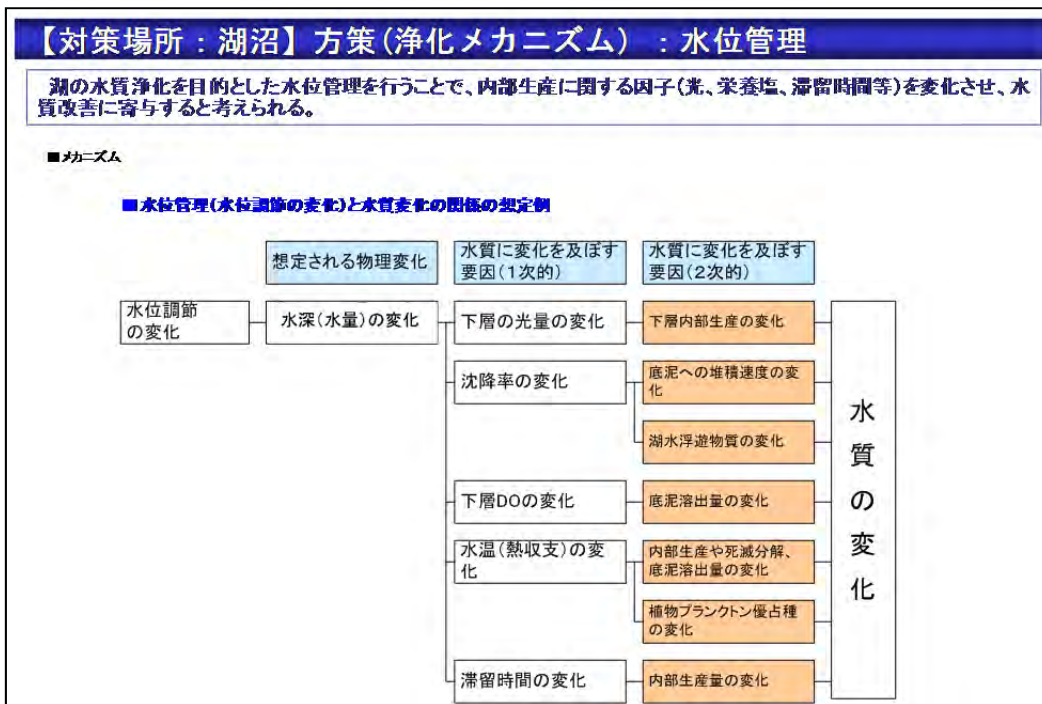 【対策場所：湖沼】方策(浄化メカニズム)：水位管理
湖の水質浄化を目的とした水位管理を行うことで、内部生産に関する因子(光、栄養塩、滞留時間等)を変化させ、水
質改善に寄与すると考えられる。
■メカニズム
■水位管理(水位調節の変化)と水質変化の関係の想定例
想定される物理変化
水質に変化を及ぼす
要因(1次的)
水質に変化を及ぼす
要因(2次的)
水位調節
の変化
水深(水量)の変化
下層の光量の変化
下層内部生産の変化
沈降率の変化
底泥への堆積速度の変
化
湖水浮遊物質の変化
下層DOの変化
底泥溶出量の変化
水温(熱収支)の変
化
内部生産や死滅分解、
底泥溶出量の変化
植物プランクトン優占種
の変化
滞留時間の変化
内部生産量の変化
水質の変化